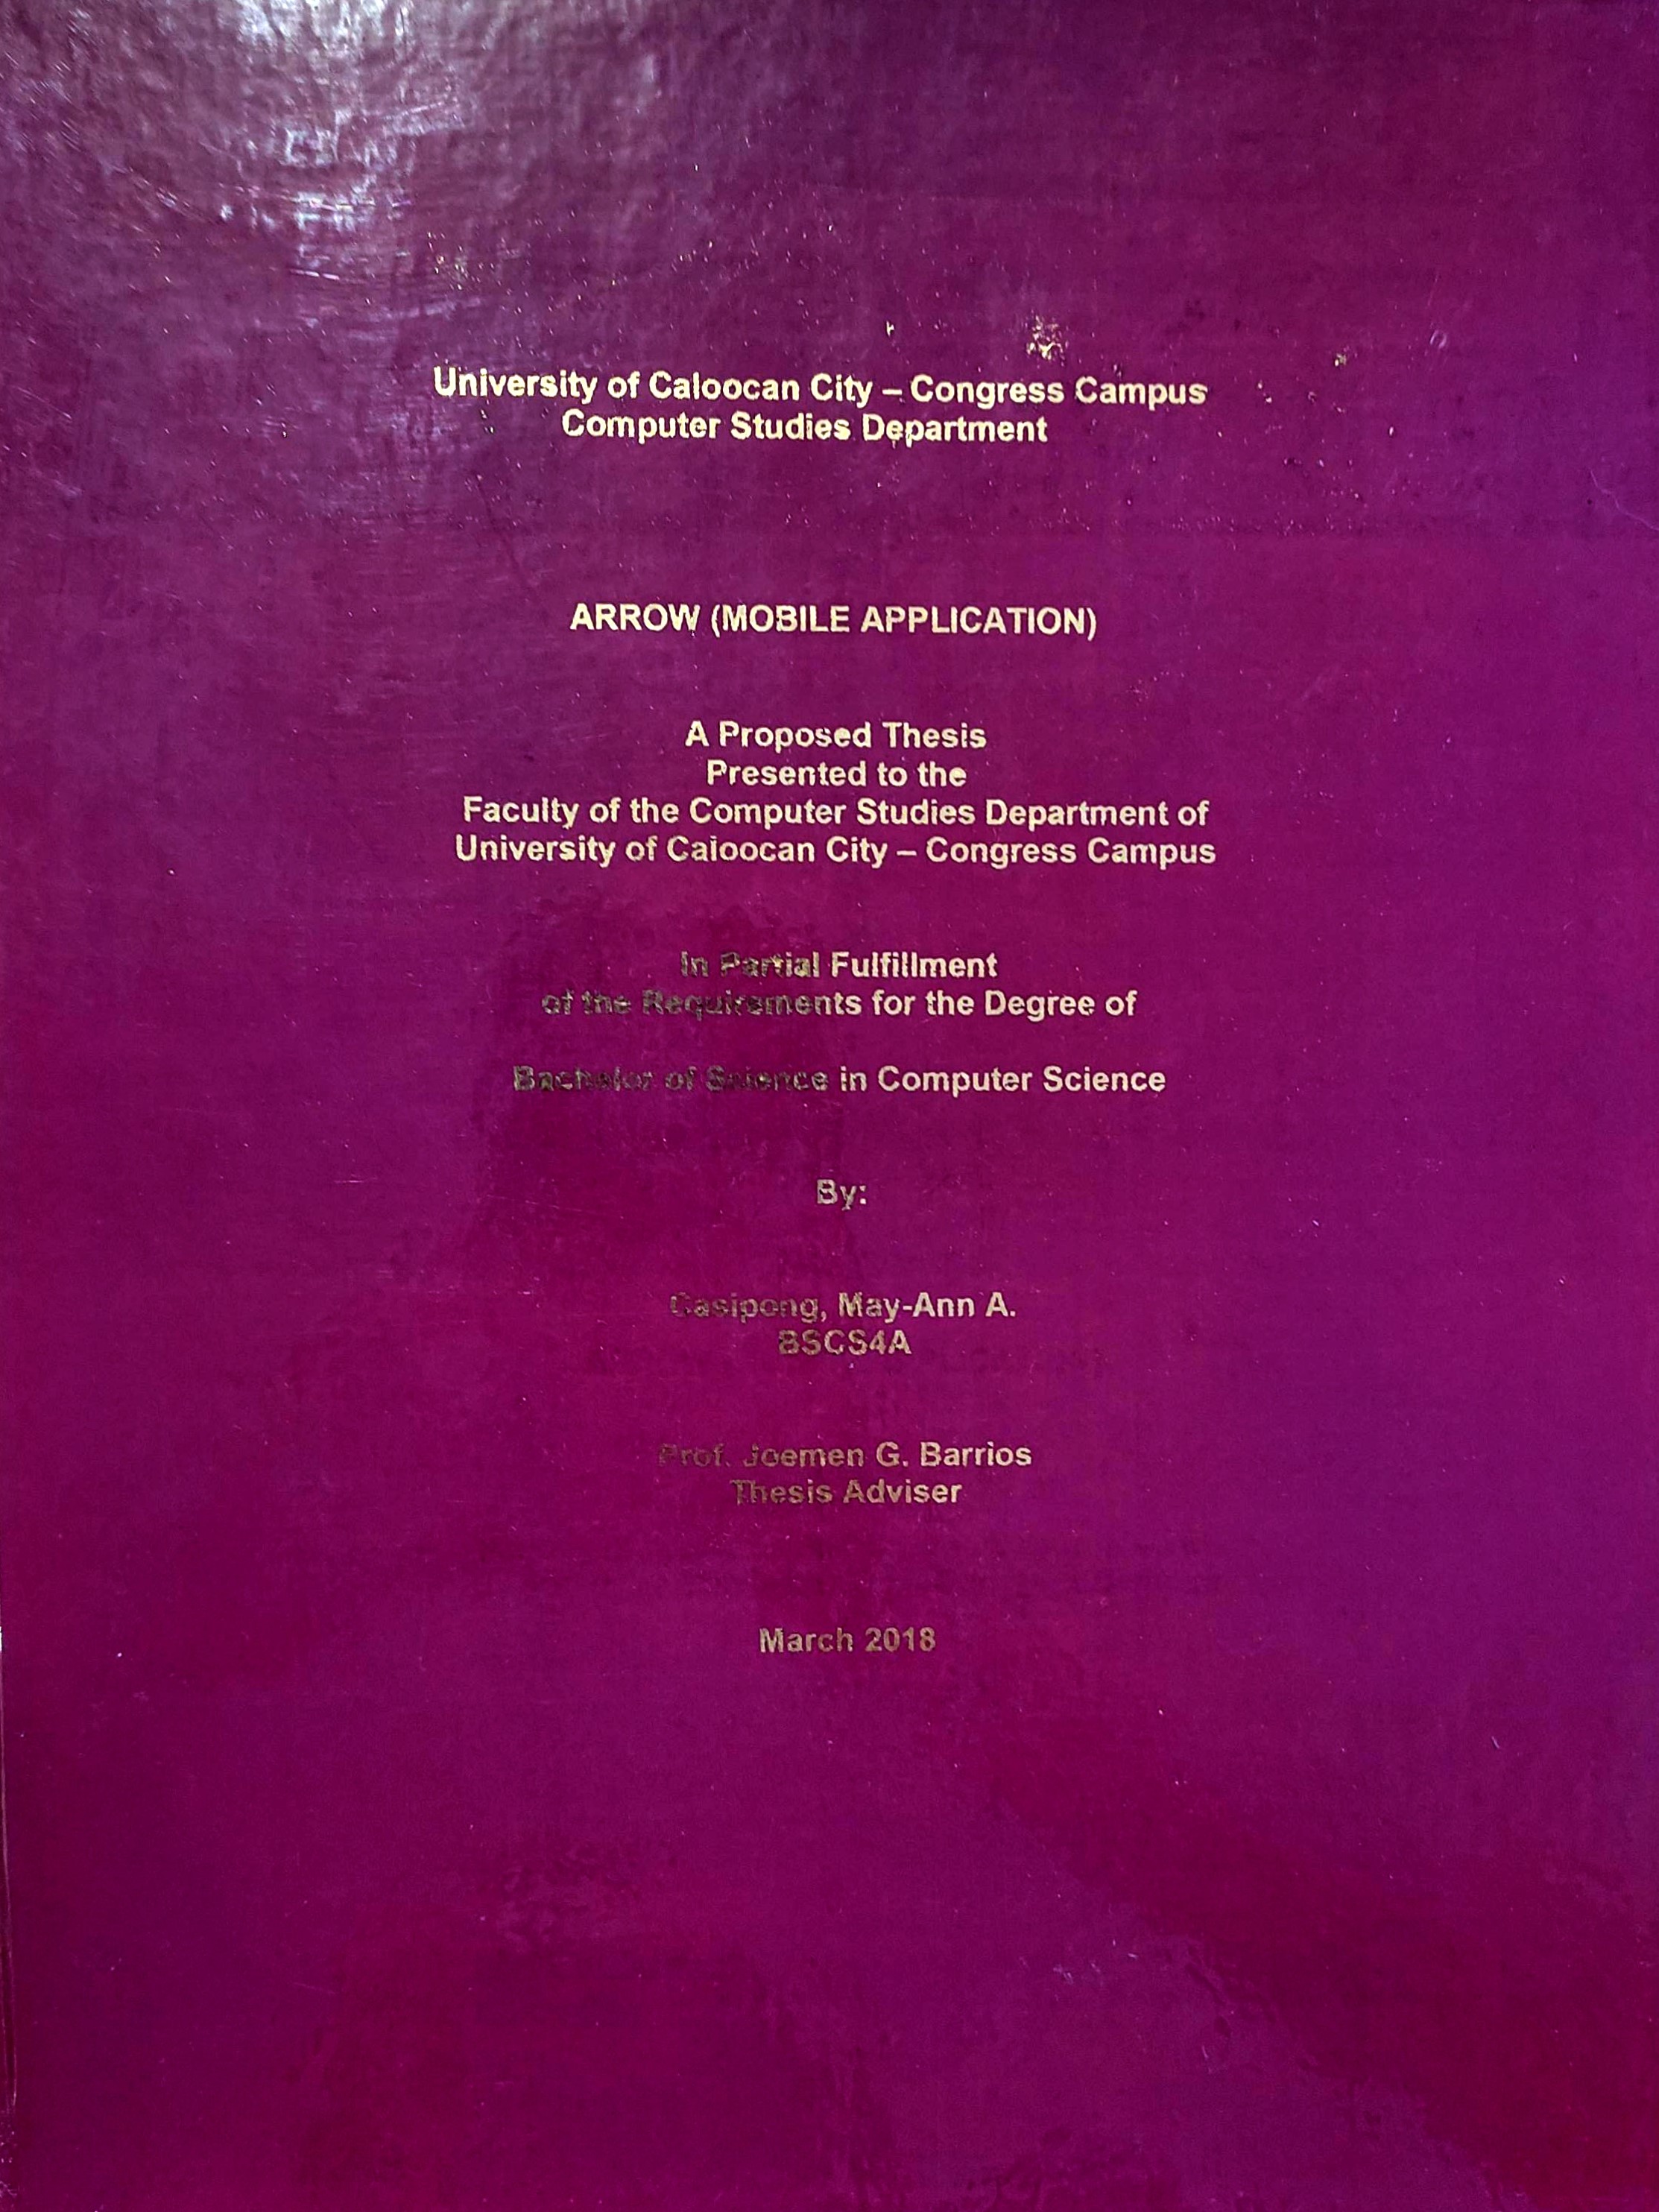 University of Caloocan City – Congress Campus
Computer Studies Department
ARROW (MOBILE APPLICATION)
A Proposed Thesis
Presented to the
Faculty of the Computer Studies Department of
University of Caloocan City – Congress Campus
In Partial Fulfillment
of the Requirements for the Degree of
Bachelor of Science in Computer Science
By:
Casipong, May-Ann A.
BSCS4A
Prof. Joemen G. Barrios
Thesis Adviser
March 2018